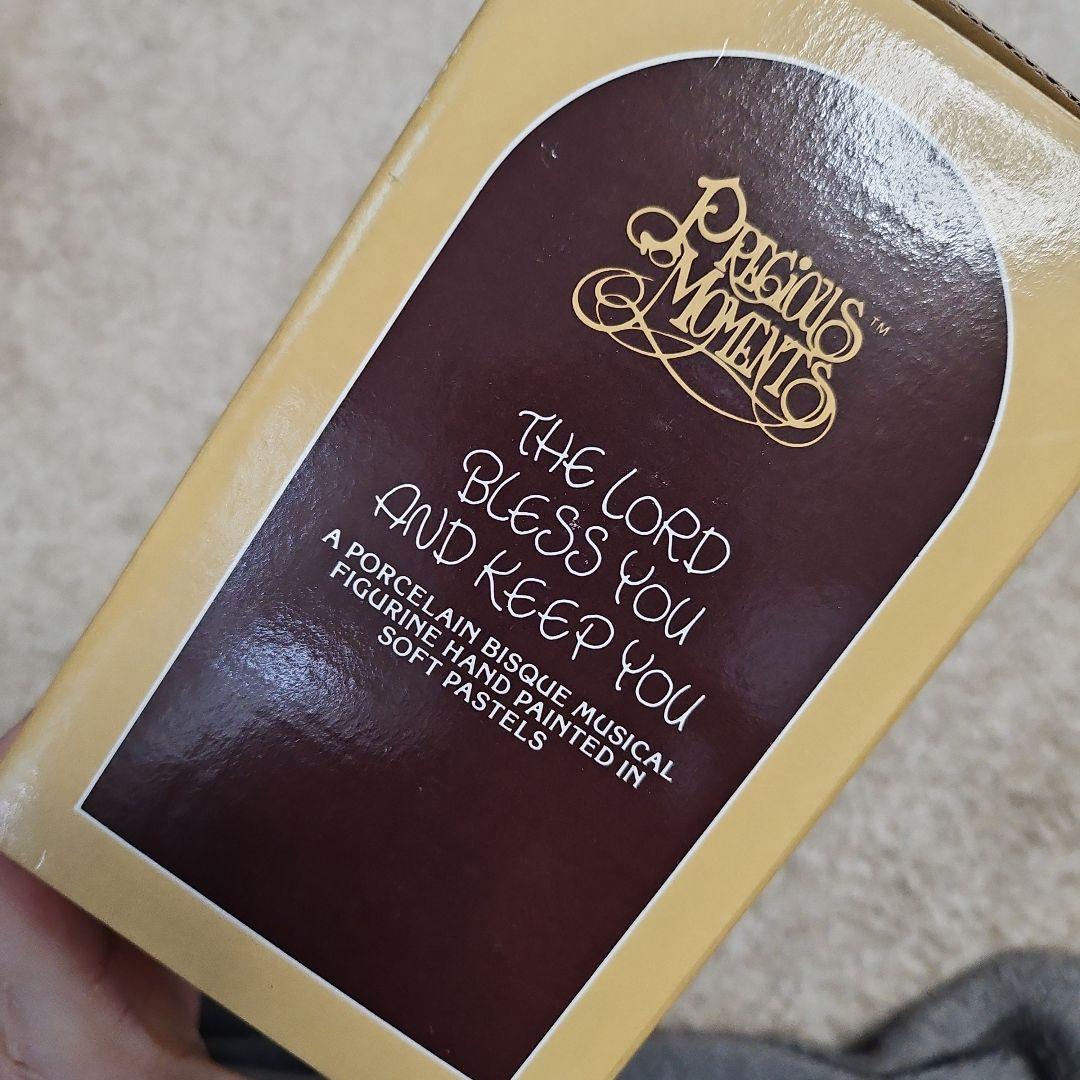 PRECIOUS
MOMENTS™
THE LORD
BLESS YOU
AND KEEP YOU
A PORCELAIN BISQUE MUSICAL
FIGURINE HAND PAINTED IN
SOFT PASTELS